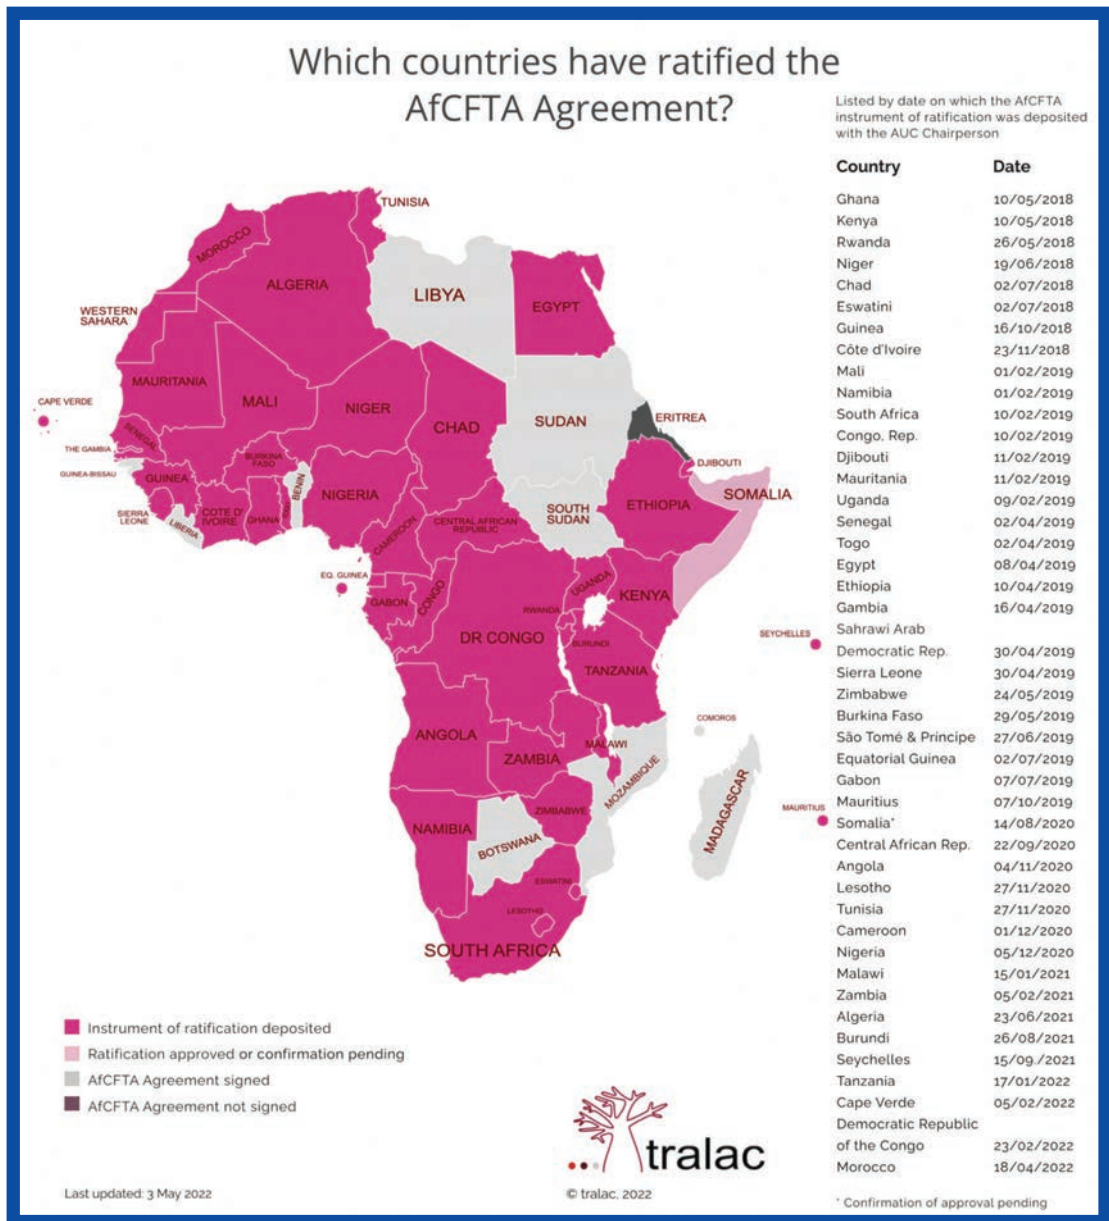 Which countries have ratified the
AfCFTA Agreement?
Listed by date on which the AfCFTA
instrument of ratification was deposited
with the AUC Chairperson
Country Date
Ghana 10/05/2018
Kenya 10/05/2018
Rwanda 26/05/2018
Niger 19/06/2018
Chad 02/07/2018
Eswatini 02/07/2018
Guinea 16/10/2018
Côte d'Ivoire 23/11/2018
Mali 01/02/2019
Namibia 01/02/2019
South Africa 10/02/2019
Congo, Rep. 10/02/2019
Djibouti 11/02/2019
Mauritania 11/02/2019
Uganda 09/02/2019
Senegal 02/04/2019
Togo 02/04/2019
Egypt 08/04/2019
Ethiopia 10/04/2019
Gambia 16/04/2019
Sahrawi Arab
Democratic Rep. 30/04/2019
Sierra Leone 30/04/2019
Zimbabwe 24/05/2019
Burkina Faso 29/05/2019
São Tomé & Príncipe 27/06/2019
Equatorial Guinea 02/07/2019
Gabon 07/07/2019
Mauritius 07/10/2019
Somalia* 14/08/2020
Central African Rep. 22/09/2020
Angola 04/11/2020
Lesotho 27/11/2020
Tunisia 27/11/2020
Cameroon 01/12/2020
Nigeria 05/12/2020
Malawi 15/01/2021
Zambia 05/02/2021
Algeria 23/06/2021
Burundi 26/08/2021
Seychelles 15/09./2021
Tanzania 17/01/2022
Cape Verde 05/02/2022
Democratic Republic
of the Congo 23/02/2022
Morocco 18/04/2022
* Confirmation of approval pending
TUNISIA
MOROCCO
ALGERIA
LIBYA
EGYPT
WESTERN
SAHARA
MAURITANIA
MALI
NIGER
CHAD
SUDAN
ERITREA
CAPE VERDE
SENEGAL
THE GAMBIA
GUINEA-BISSAU
GUINEA
BURKINA
FASO
BENIN
NIGERIA
DJIBOUTI
SOMALIA
ETHIOPIA
SOUTH
SUDAN
SIERRA
LEONE
LIBERIA
COTE D'
IVOIRE
GHANA
CAMEROON
CENTRAL AFRICAN
REPUBLIC
EQ. GUINEA
GABON
CONGO
UGANDA
KENYA
RWANDA
DR CONGO
BURUNDI
TANZANIA
SEYCHELLES
COMOROS
ANGOLA
ZAMBIA
MALAWI
MOZAMBIQUE
MADAGASCAR
MAURITIUS
NAMIBIA
ZIMBABWE
BOTSWANA
ESWATINI
LESOTHO
SOUTH AFRICA
Instrument of ratification deposited
Ratification approved or confirmation pending
AfCFTA Agreement signed
AfCFTA Agreement not signed
tralac
Last updated: 3 May 2022
© tralac, 2022